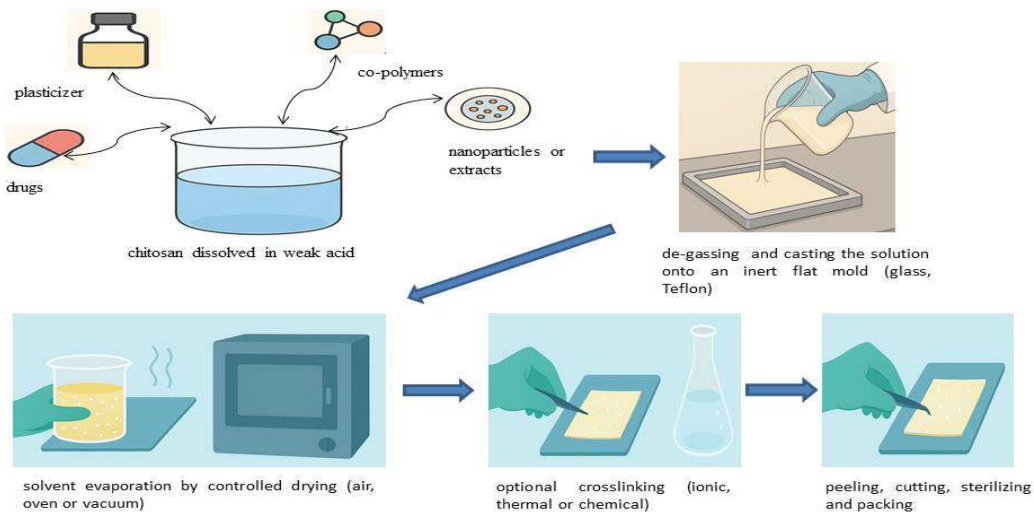 plasticizer
co-polymers
drugs
nanoparticles or
extracts
chitosan dissolved in weak acid
de-gassing and casting the solution
onto an inert flat mold (glass,
Teflon)
solvent evaporation by controlled drying (air,
oven or vacuum)
optional crosslinking (ionic,
thermal or chemical)
peeling, cutting, sterilizing
and packing